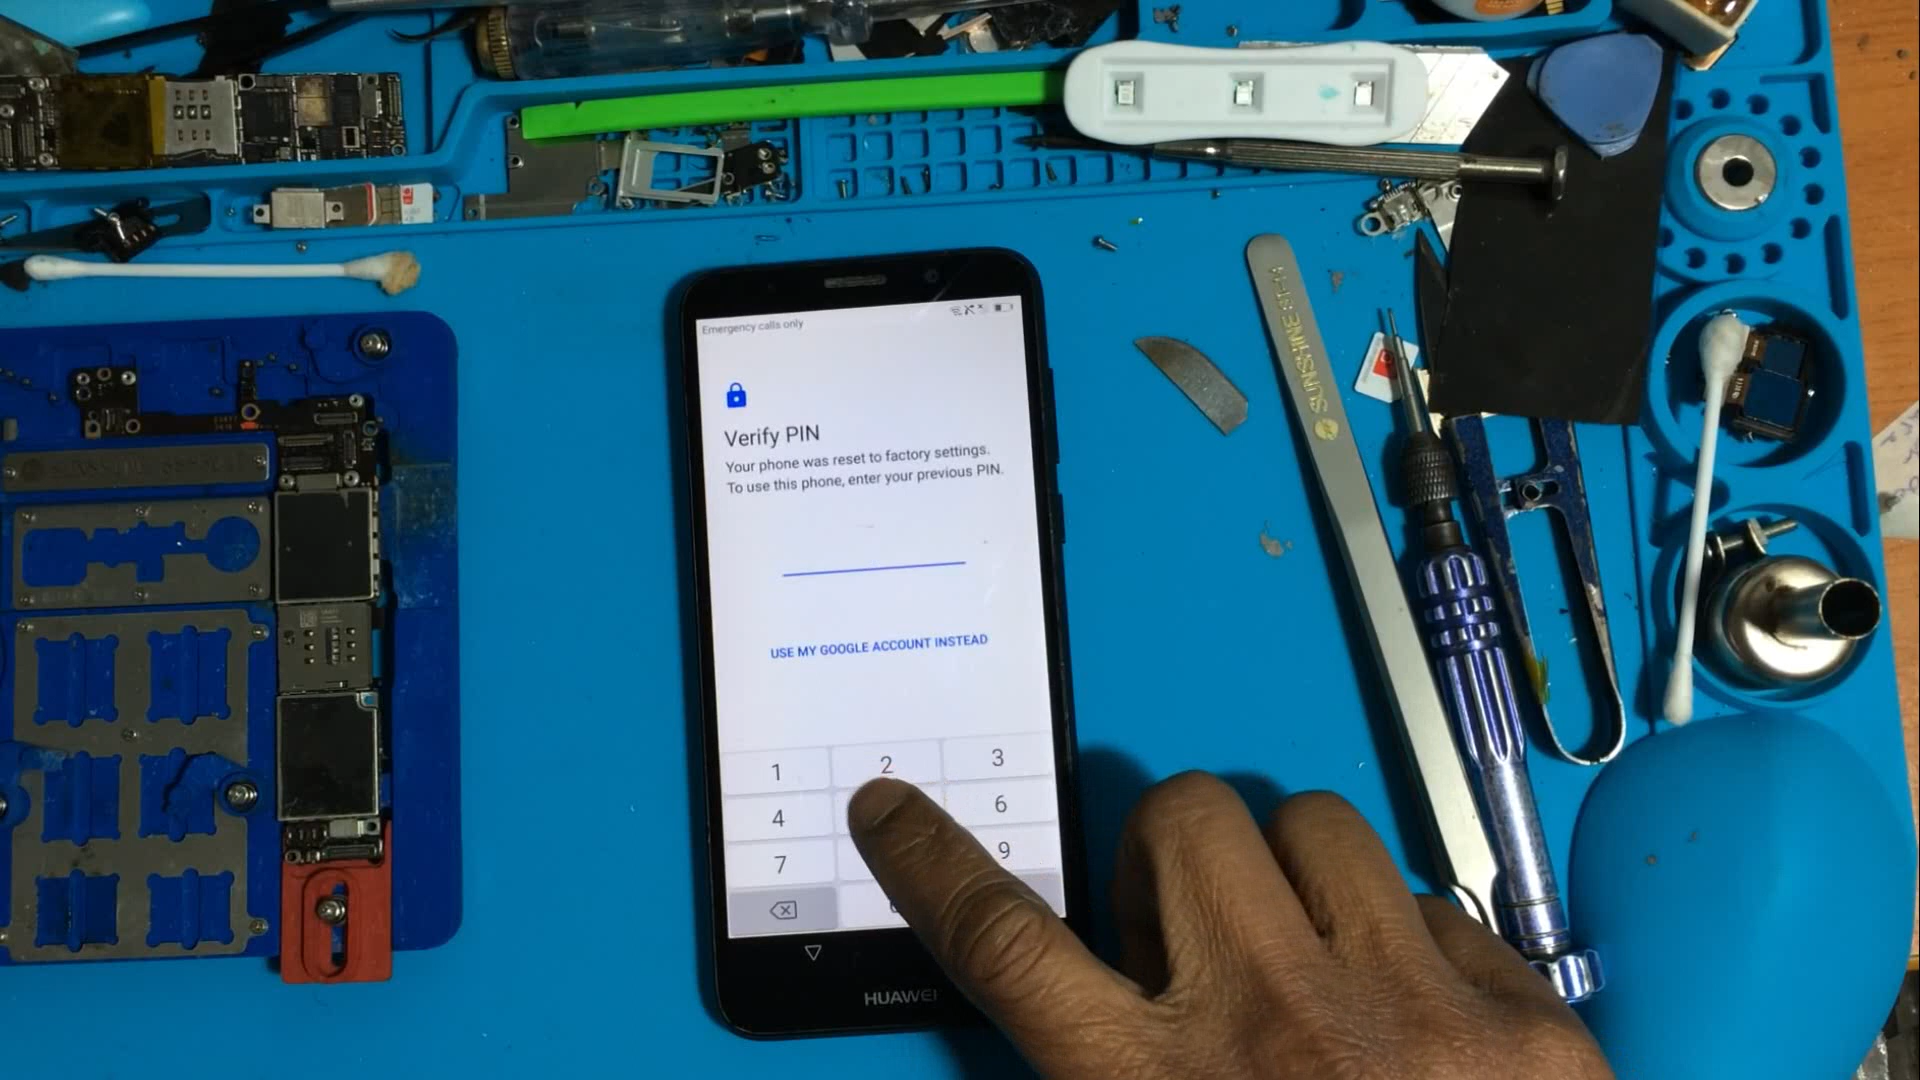 Emergency calls only
Verify PIN
Your phone was reset to factory settings.
To use this phone, enter your previous PIN.
USE MY GOOGLE ACCOUNT INSTEAD
1
2
3
4
6
7
9
HUAWEI
SUNSHINE